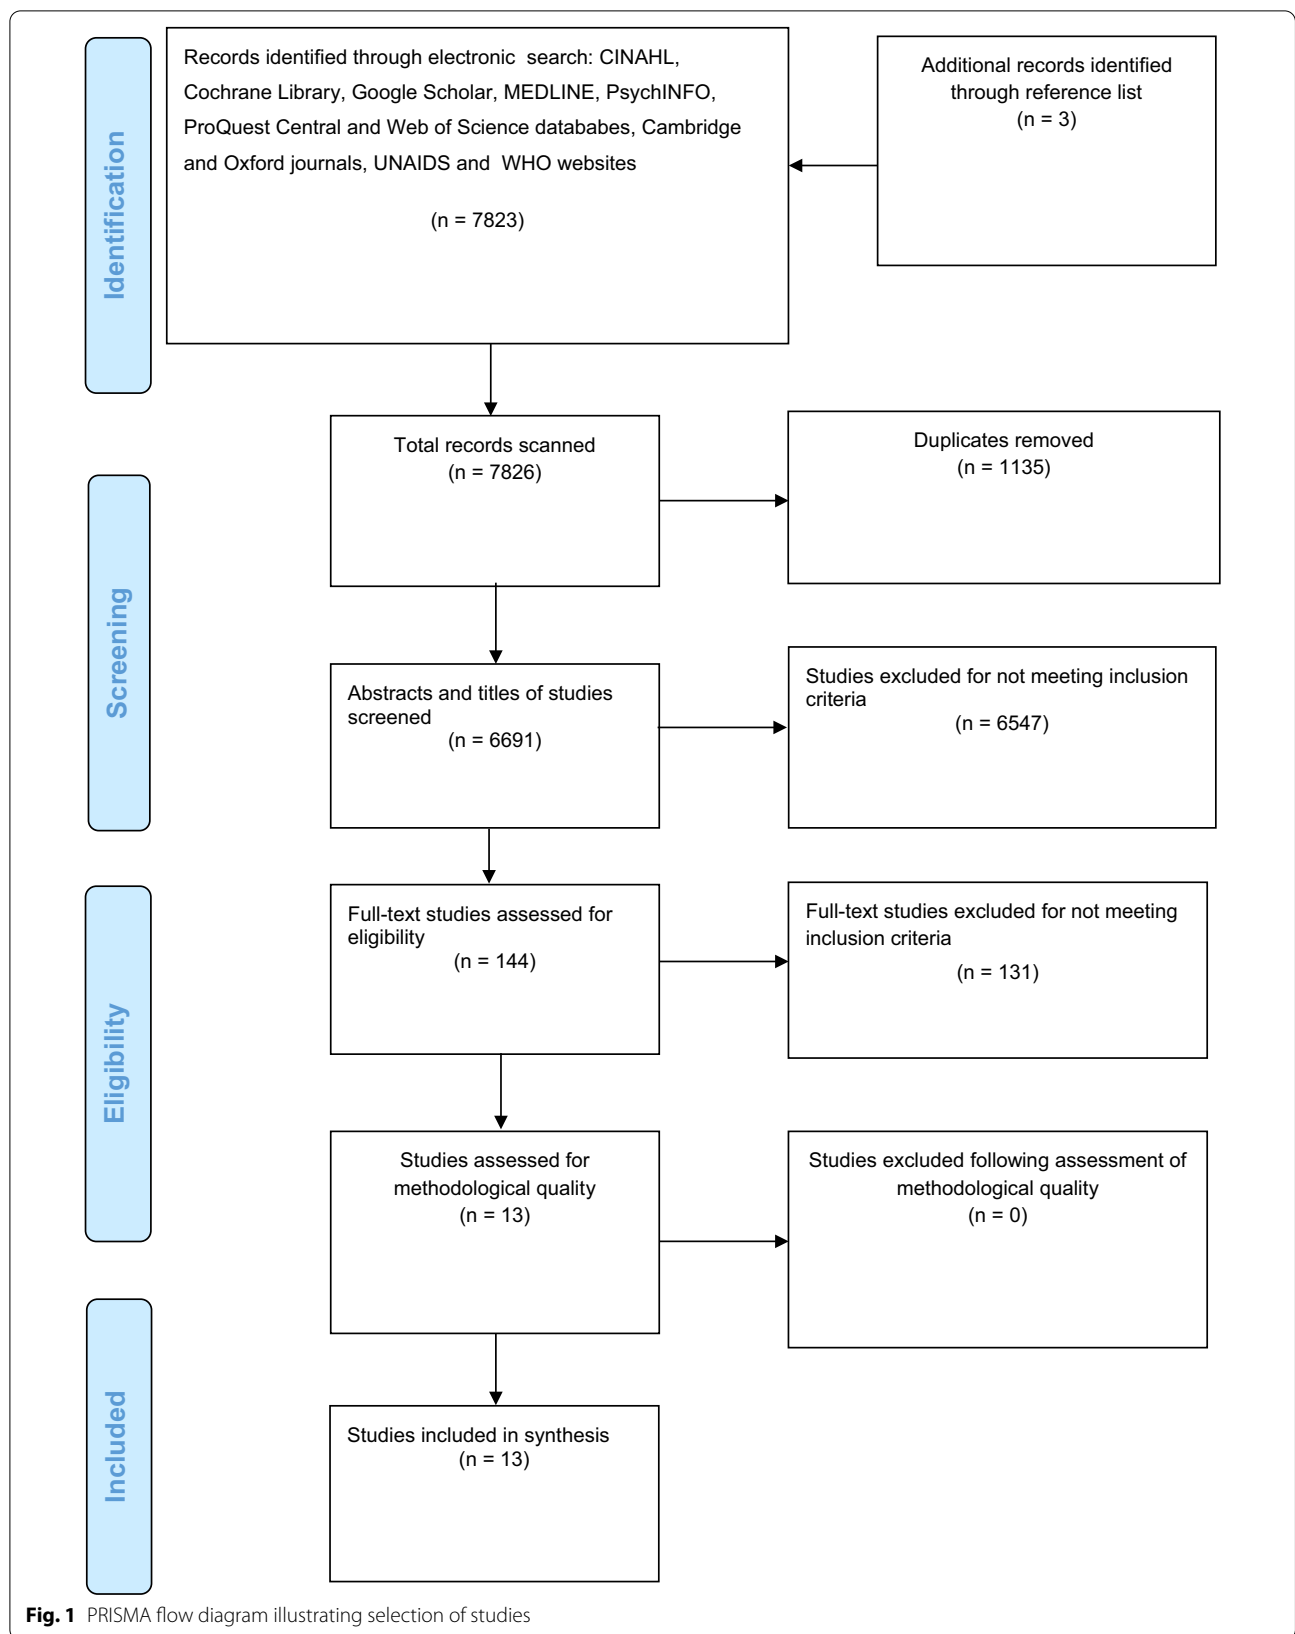 Identification
Records identified through electronic search: CINAHL,
Cochrane Library, Google Scholar, MEDLINE, PsychINFO,
ProQuest Central and Web of Science datababes, Cambridge
and Oxford journals, UNAIDS and WHO websites
(n = 7823)
Additional records identified
through reference list
(n = 3)
Screening
Total records scanned
(n = 7826)
Duplicates removed
(n = 1135)
Abstracts and titles of studies
screened
(n = 6691)
Studies excluded for not meeting inclusion
criteria
(n = 6547)
Eligibility
Full-text studies assessed for
eligibility
(n = 144)
Full-text studies excluded for not meeting
inclusion criteria
(n = 131)
Studies assessed for
methodological quality
(n = 13)
Studies excluded following assessment of
methodological quality
(n = 0)
Included
Studies included in synthesis
(n = 13)
Fig. 1 PRISMA flow diagram illustrating selection of studies